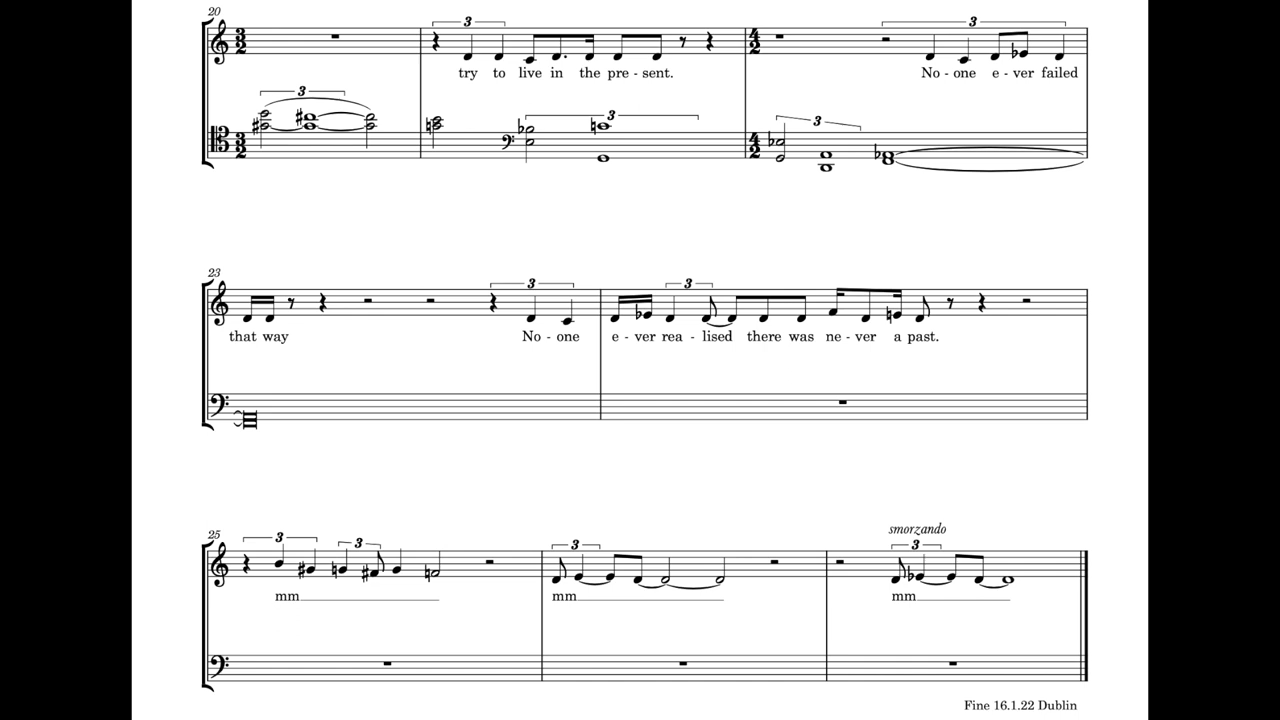 20
3
3
try to live in the pre - sent. No - one e - ver failed
3
3
3
23
3
3
that way No - one e - ver rea - lised there was ne - ver a past.
smorzando
25
3
3
3
3
mm mm mm
Fine 16.1.22 Dublin